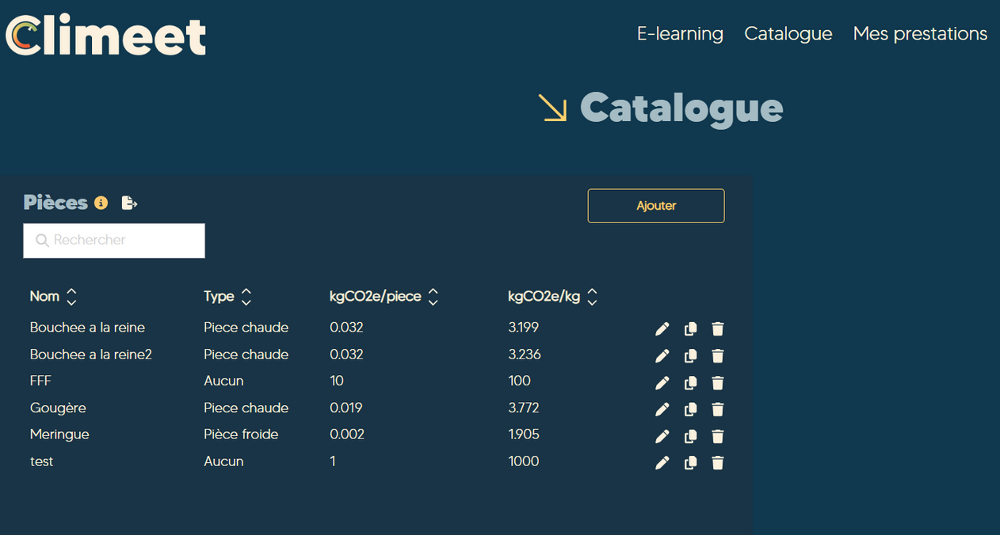 Climeet
E-learning Catalogue Mes prestations
Catalogue
Pièces
Ajouter
Rechercher
Nom Type kgCO2e/piece kgCO2e/kg
Bouchee a la reine Piece chaude 0.032 3.199
Bouchee a la reine2 Piece chaude 0.032 3.236
FFF Aucun 10 100
Gougère Piece chaude 0.019 3.772
Meringue Pièce froide 0.002 1.905
test Aucun 1 1000